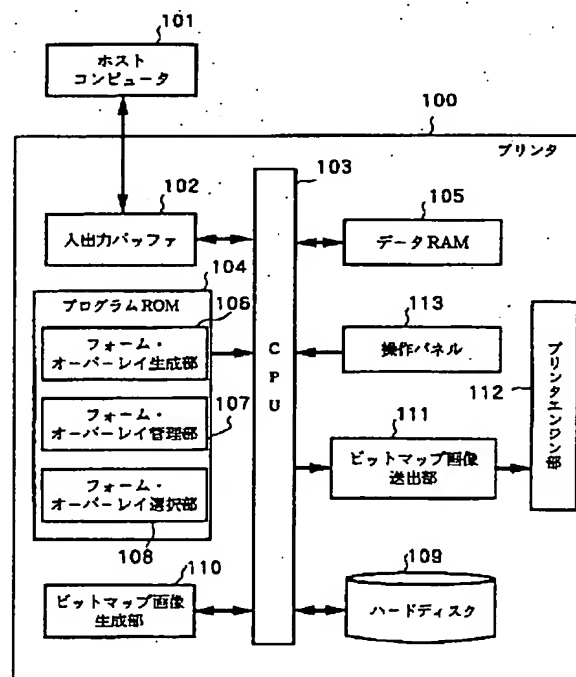 101
ホスト
コンピュータ
100
プリンタ
103
102
入出力バッファ
105
データRAM
104
プログラムROM
106
フォーム・
オーバーレイ生成部
113
操作パネル
CPU
プリンタエンジン部
112
フォーム・
オーバーレイ管理部
107
111
ビットマップ画像
送出部
フォーム・
オーバーレイ選択部
108
109
ハードディスク
110
ビットマップ画像
生成部